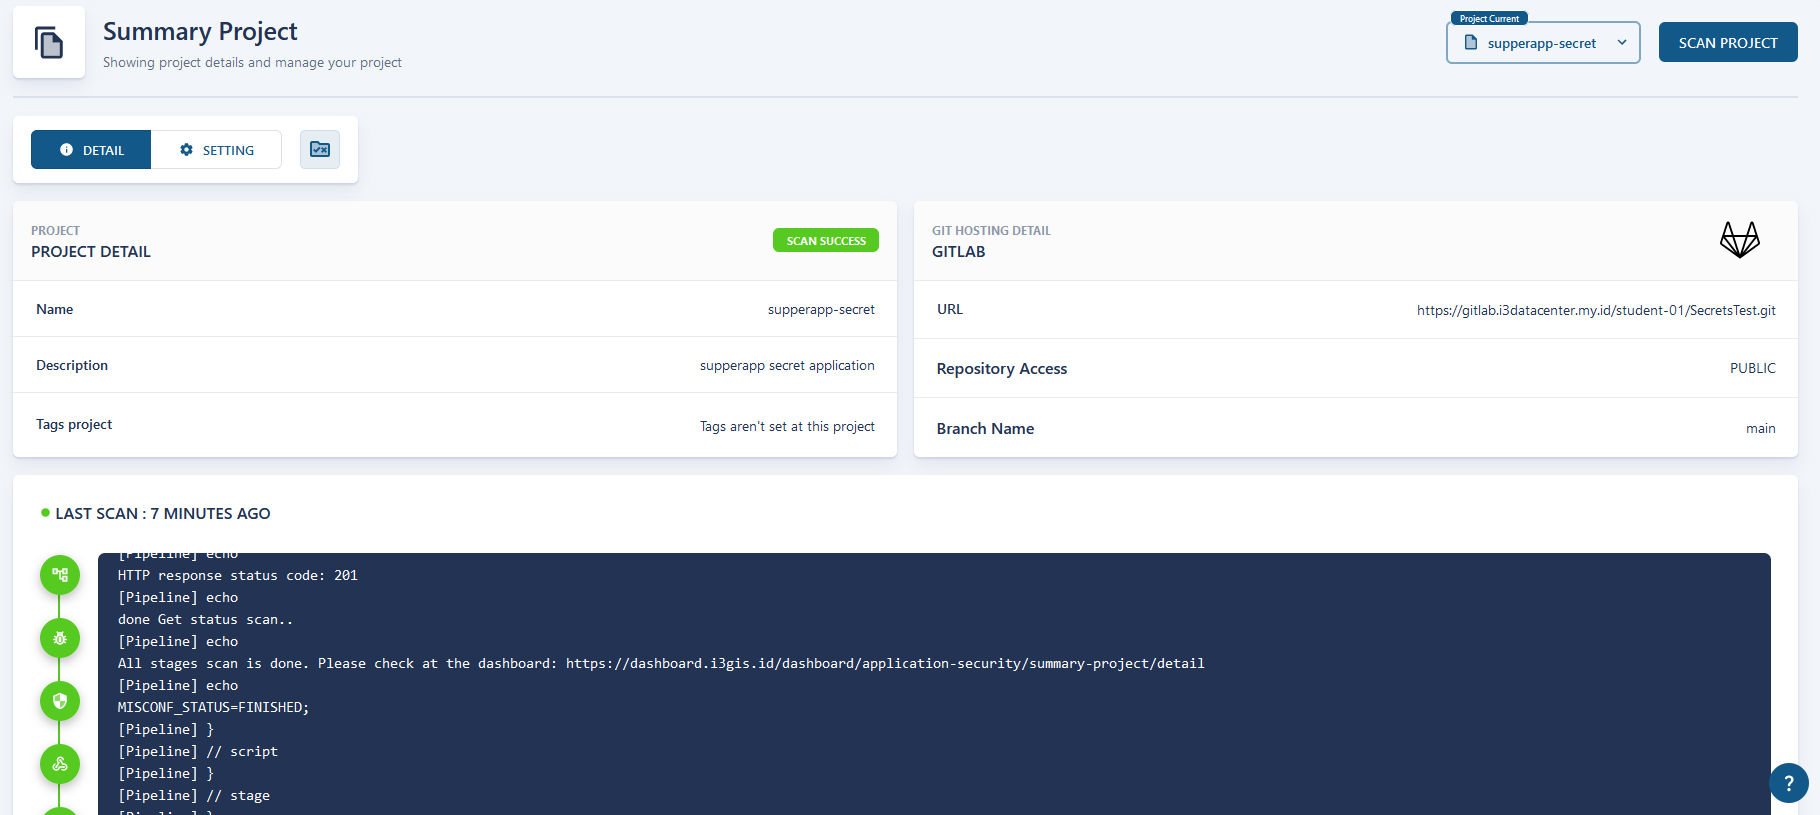 Summary Project
Showing project details and manage your project
Project Current
supperapp-secret
SCAN PROJECT
DETAIL
SETTING
PROJECT
PROJECT DETAIL
SCAN SUCCESS
Name
supperapp-secret
Description
supperapp secret application
Tags project
Tags aren't set at this project
GIT HOSTING DETAIL
GITLAB
URL
https://gitlab.i3datacenter.my.id/student-01/SecretsTest.git
Repository Access
PUBLIC
Branch Name
main
LAST SCAN : 7 MINUTES AGO
[Pipeline] echo
HTTP response status code: 201
[Pipeline] echo
done Get status scan..
[Pipeline] echo
All stages scan is done. Please check at the dashboard: https://dashboard.i3gis.id/dashboard/application-security/summary-project/detail
[Pipeline] echo
MISCONF_STATUS=FINISHED;
[Pipeline] }
[Pipeline] // script
[Pipeline] }
[Pipeline] // stage
[Pipeline] }
?